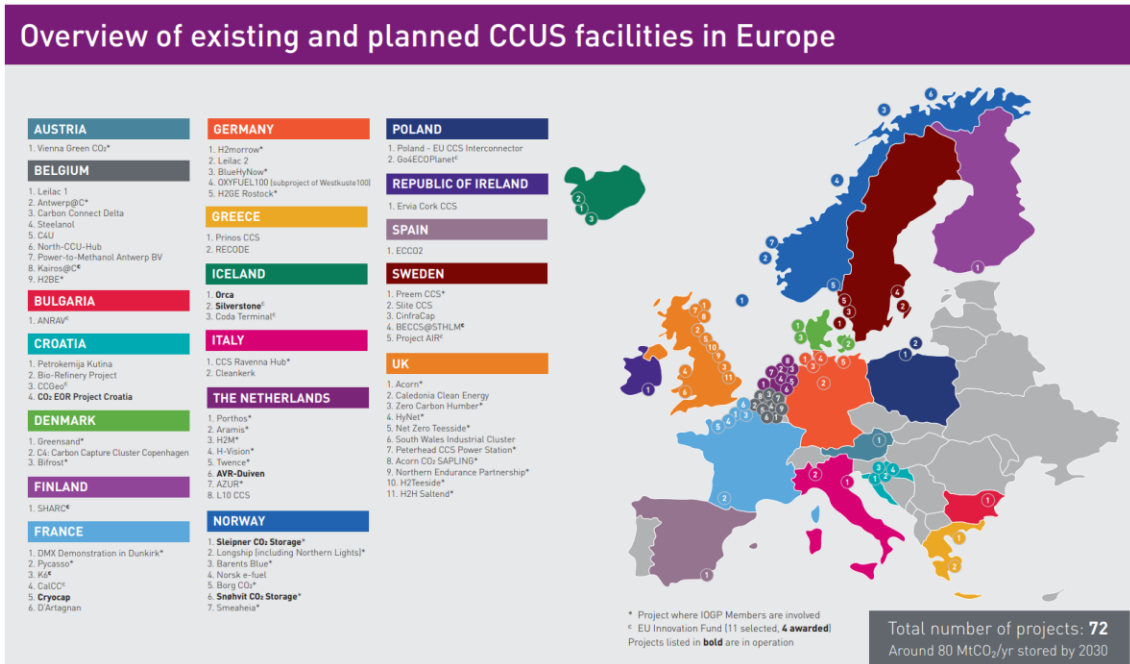 Overview of existing and planned CCUS facilities in Europe
AUSTRIA
1. Vienna Green CO₂*
BELGIUM
1. Leilac 1
2. Antwerp@C*
3. Carbon Connect Delta
4. Steelanol
5. C4U
6. North-CCU-Hub
7. Power-to-Methanol Antwerp BV
8. Kairos@C€
9. H2BE*
BULGARIA
1. ANRAV€
CROATIA
1. Petrokemija Kutina
2. Bio-Refinery Project
3. CCGeo€
4. CO₂ EOR Project Croatia
DENMARK
1. Greensand*
2. C4: Carbon Capture Cluster Copenhagen
3. Bifrost*
FINLAND
1. SHARC€
FRANCE
1. DMX Demonstration in Dunkirk*
2. Pycasso*
3. K6€
4. CalCC€
5. Cryocap
6. D'Artagnan
GERMANY
1. H2morrow*
2. Leilac 2
3. BlueHyNow*
4. OXYFUEL100 (subproject of Westkuste100)
5. H2GE Rostock*
GREECE
1. Prinos CCS
2. RECODE
ICELAND
1. Orca
2. Silverstone€
3. Coda Terminal€
ITALY
1. CCS Ravenna Hub*
2. Cleankerk
THE NETHERLANDS
1. Porthos*
2. Aramis*
3. H2M*
4. H-Vision*
5. Twence*
6. AVR-Duiven
7. AZUR*
8. L10 CCS
NORWAY
1. Sleipner CO₂ Storage*
2. Longship (including Northern Lights)*
3. Barents Blue*
4. Norsk e-fuel
5. Borg CO₂*
6. Snøhvit CO₂ Storage*
7. Smeaheia*
POLAND
1. Poland - EU CCS Interconnector
2. Go4ECOPlanet€
REPUBLIC OF IRELAND
1. Ervia Cork CCS
SPAIN
1. ECCO2
SWEDEN
1. Preem CCS*
2. Slite CCS
3. CinfraCap
4. BECCS@STHLM€
5. Project AIR€
UK
1. Acorn*
2. Caledonia Clean Energy
3. Zero Carbon Humber*
4. HyNet*
5. Net Zero Teesside*
6. South Wales Industrial Cluster
7. Peterhead CCS Power Station*
8. Acorn CO₂ SAPLING*
9. Northern Endurance Partnership*
10. H2Teeside*
11. H2H Saltend*
* Project where IOGP Members are involved
€ EU Innovation Fund (11 selected, 4 awarded)
Projects listed in bold are in operation
Total number of projects: 72
Around 80 MtCO₂/yr stored by 2030